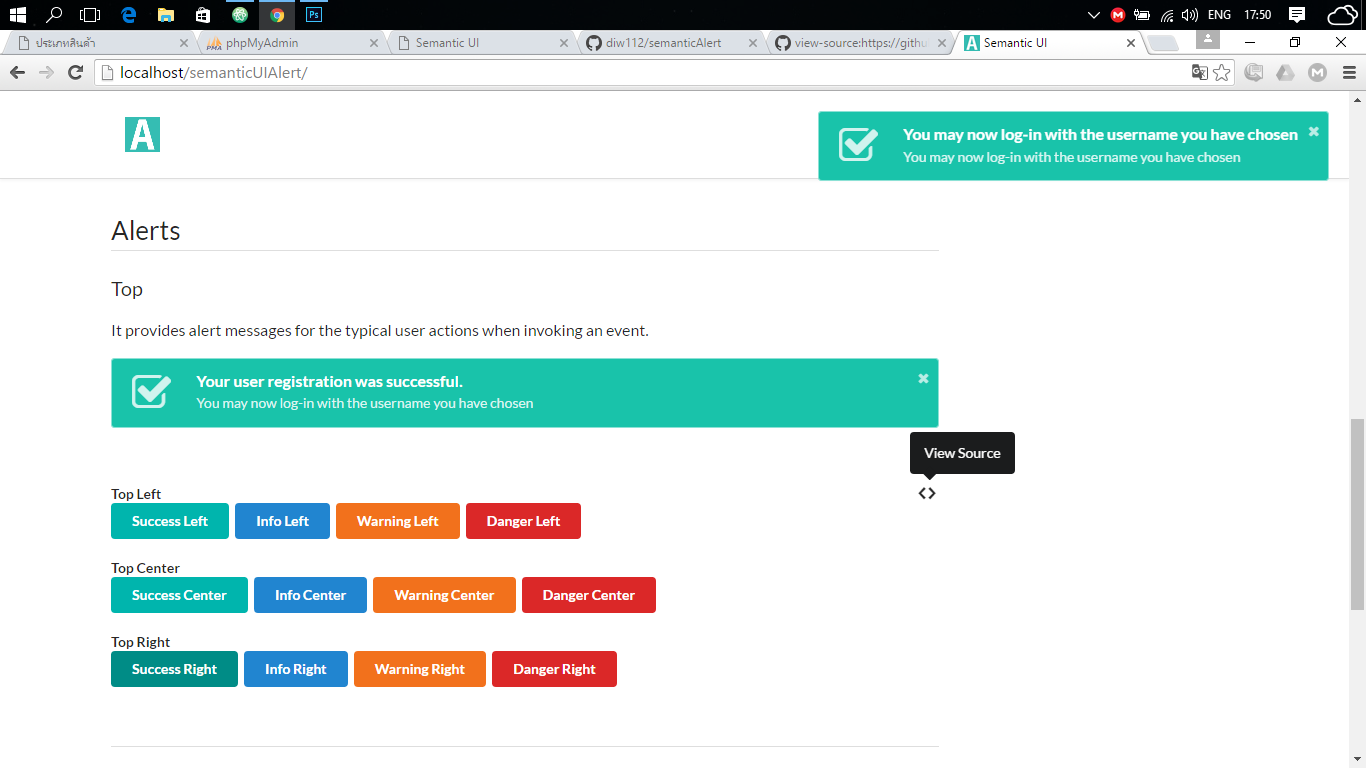 Ps
ENG
17:50
ประเภทสินค้า
phpMyAdmin
Semantic UI
diw112/semanticAlert
view-source:https://githu
A Semantic UI
localhost/semanticUIAlert/
A
You may now log-in with the username you have chosen
You may now log-in with the username you have chosen
Alerts
Top
It provides alert messages for the typical user actions when invoking an event.
Your user registration was successful.
You may now log-in with the username you have chosen
View Source
Top Left
Success Left
Info Left
Warning Left
Danger Left
Top Center
Success Center
Info Center
Warning Center
Danger Center
Top Right
Success Right
Info Right
Warning Right
Danger Right